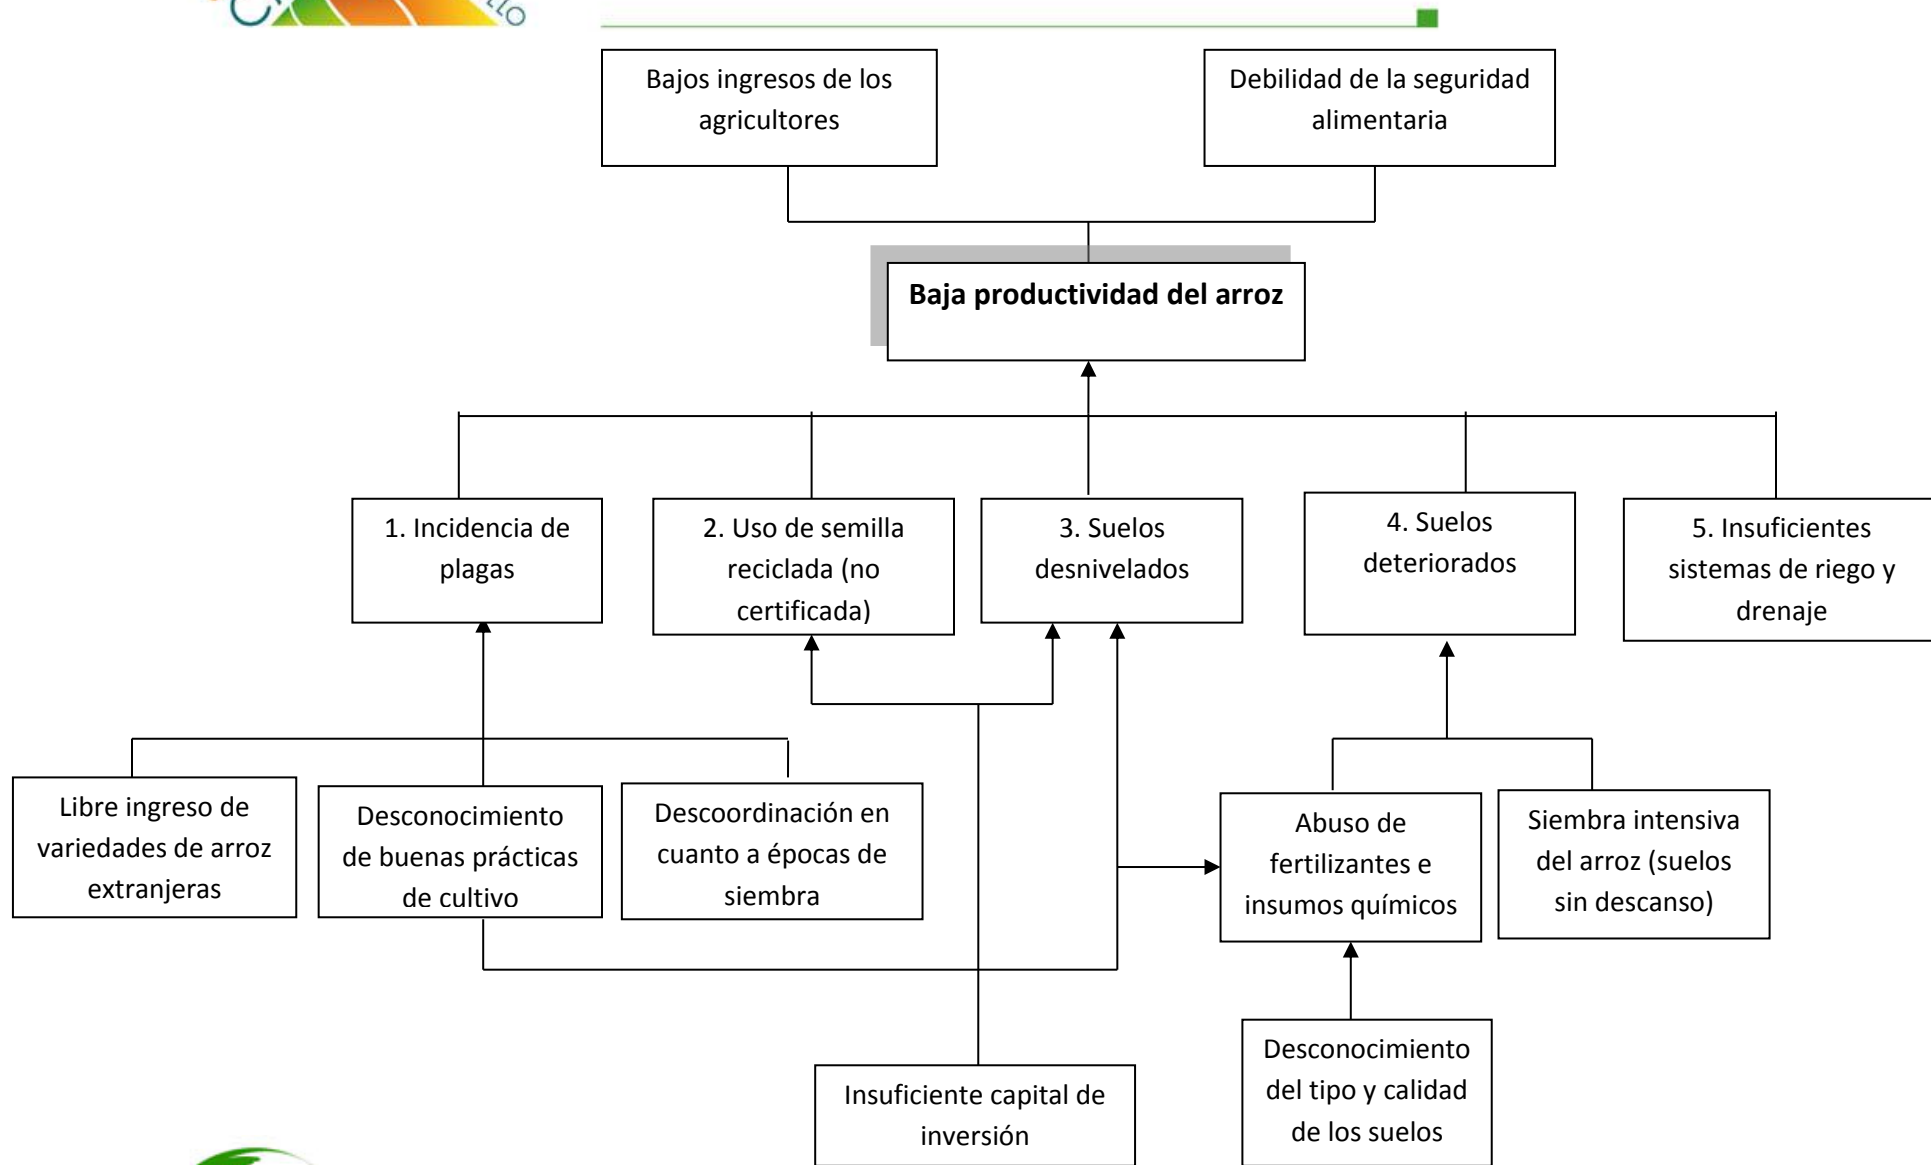 Bajos ingresos de los
agricultores
Debilidad de la seguridad
alimentaria
Baja productividad del arroz
1. Incidencia de
plagas
2. Uso de semilla
reciclada (no
certificada)
3. Suelos
desnivelados
4. Suelos
deteriorados
5. Insuficientes
sistemas de riego y
drenaje
Libre ingreso de
variedades de arroz
extranjeras
Desconocimiento
de buenas prácticas
de cultivo
Descoordinación en
cuanto a épocas de
siembra
Abuso de
fertilizantes e
insumos químicos
Siembra intensiva
del arroz (suelos
sin descanso)
Insuficiente capital de
inversión
Desconocimiento
del tipo y calidad
de los suelos